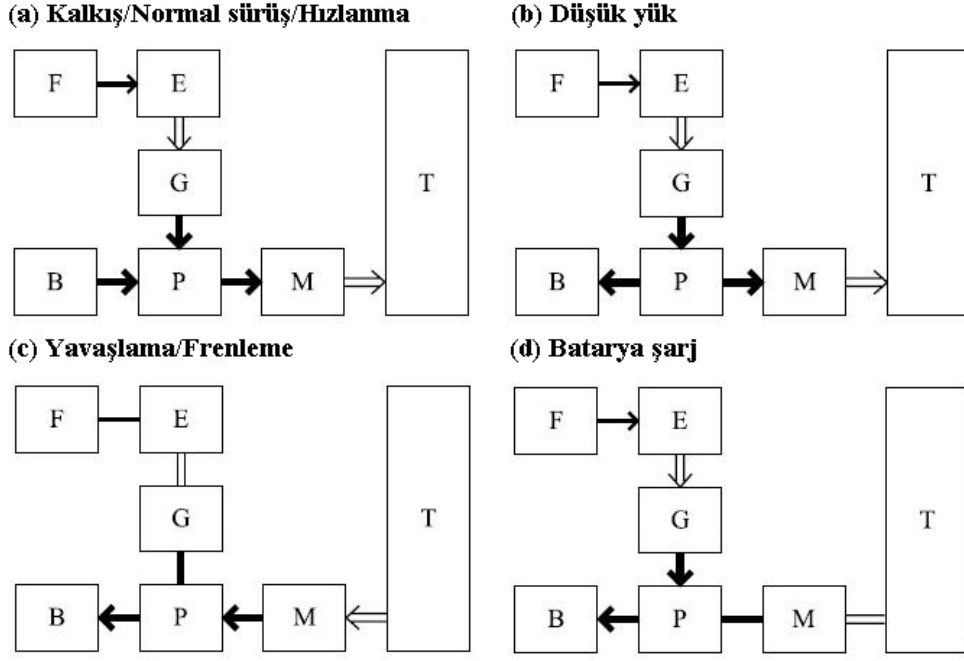 (a) Kalkış/Normal sürüş/Hızlanma
(b) Düşük yük
F E
G
T
B P M
F E
G
T
B P M
(c) Yavaşlama/Frenleme
(d) Batarya şarj
F E
G
T
B P M
F E
G
T
B P M